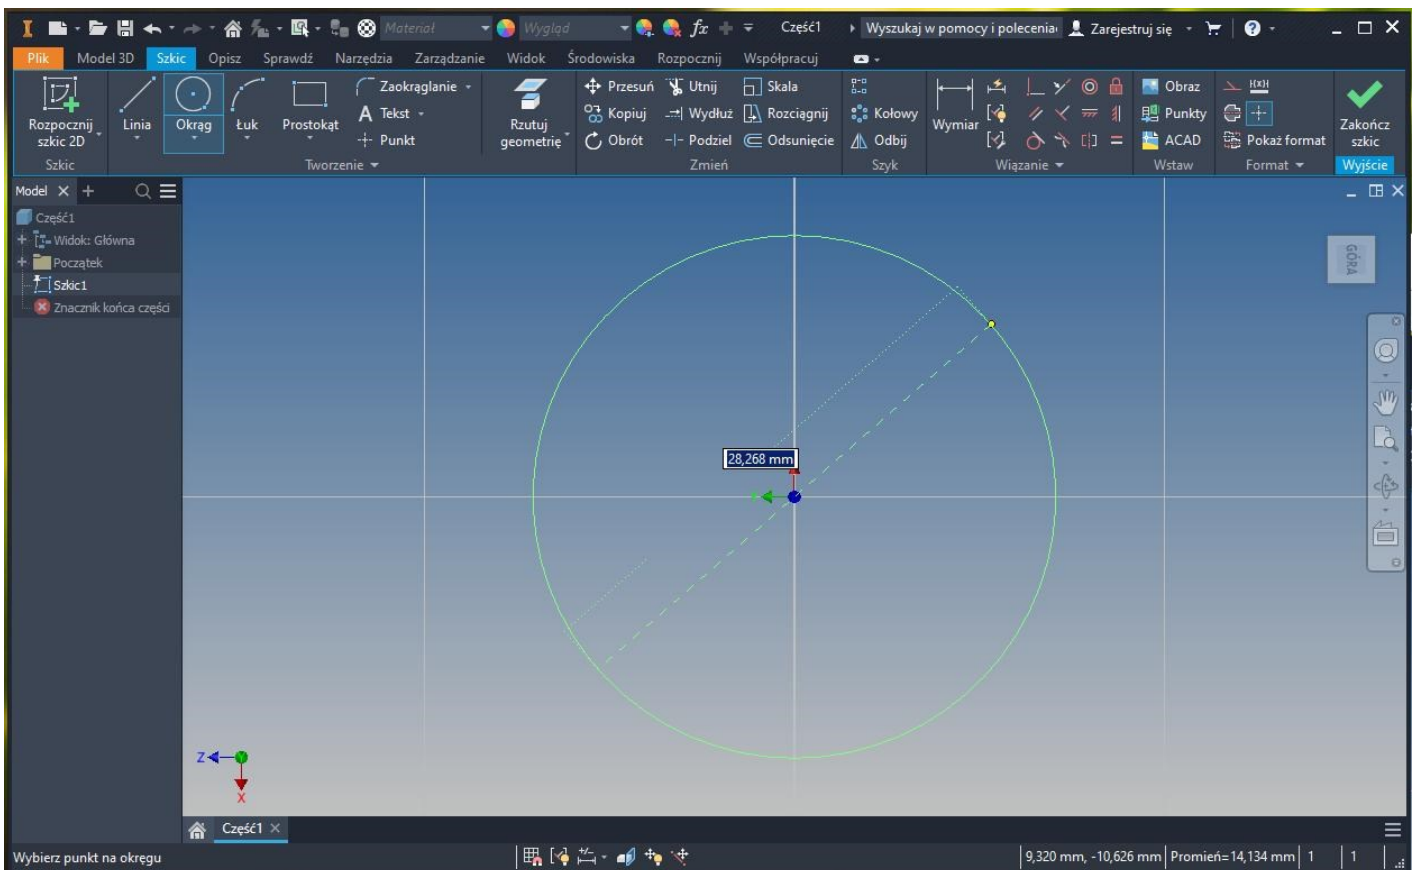 Materiał Wygląd fx Część1 Wyszukaj w pomocy i polecenia Zarejestruj się
Plik Model 3D Szkic Opisz Sprawdź Narzędzia Zarządzanie Widok Środowiska Rozpocznij Współpracuj
Zaokrąglanie Przesuń Utnij Skala Obraz
Tekst Kopiuj Wydłuż Rozciągnij Kołowy Punkty
Rozpocznij szkic 2D Linia Okrąg Łuk Prostokąt Punkt Rzutuj geometrię Obrót Podziel Odsunięcie Odbij Wymiar ACAD Pokaż format Zakończ szkic
Szkic Tworzenie Zmień Szyk Wiązanie Wstaw Format Wyjście
Model
Część1
Widok: Główna
Początek
Szkic1
Znacznik końca części
GÓRA
28,268 mm
Z
X
Część1
Wybierz punkt na okręgu 9,320 mm, -10,626 mm Promień=14,134 mm 1 1